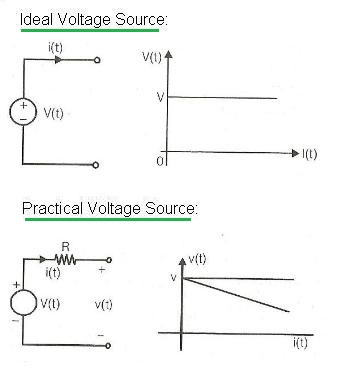 Ideal Voltage Source:
i(t)
+
−
V(t)
V(t)
V
0
I(t)
Practical Voltage Source:
R
i(t)
+
−
V(t)
+
v(t)
−
v(t)
V
i(t)